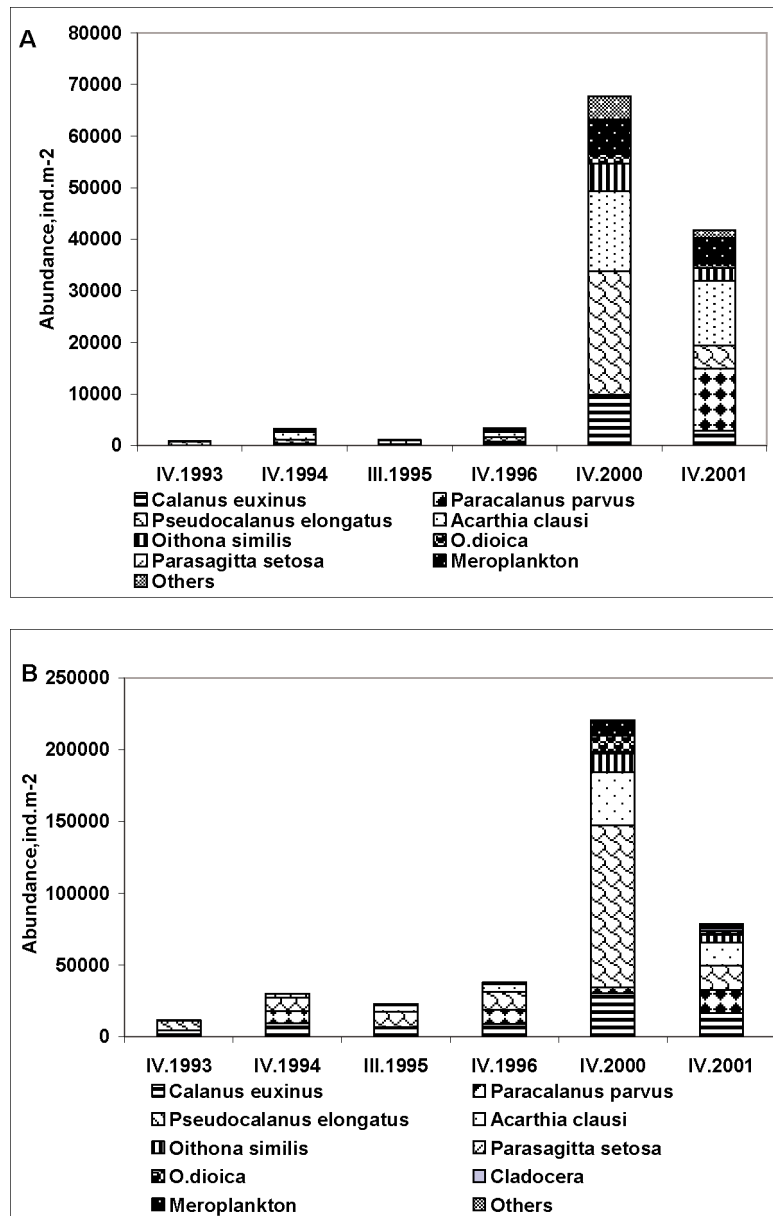 A
80000
70000
60000
50000
40000
30000
20000
10000
0
Abundance,ind.m-2
IV.1993 IV.1994 III.1995 IV.1996 IV.2000 IV.2001
Calanus euxinus Paracalanus parvus
Pseudocalanus elongatus Acarthia clausi
Oithona similis O.dioica
Parasagitta setosa Meroplankton
Others
B
250000
200000
150000
100000
50000
0
Abundance,ind.m-2
IV.1993 IV.1994 III.1995 IV.1996 IV.2000 IV.2001
Calanus euxinus Paracalanus parvus
Pseudocalanus elongatus Acarthia clausi
Oithona similis Parasagitta setosa
O.dioica Cladocera
Meroplankton Others